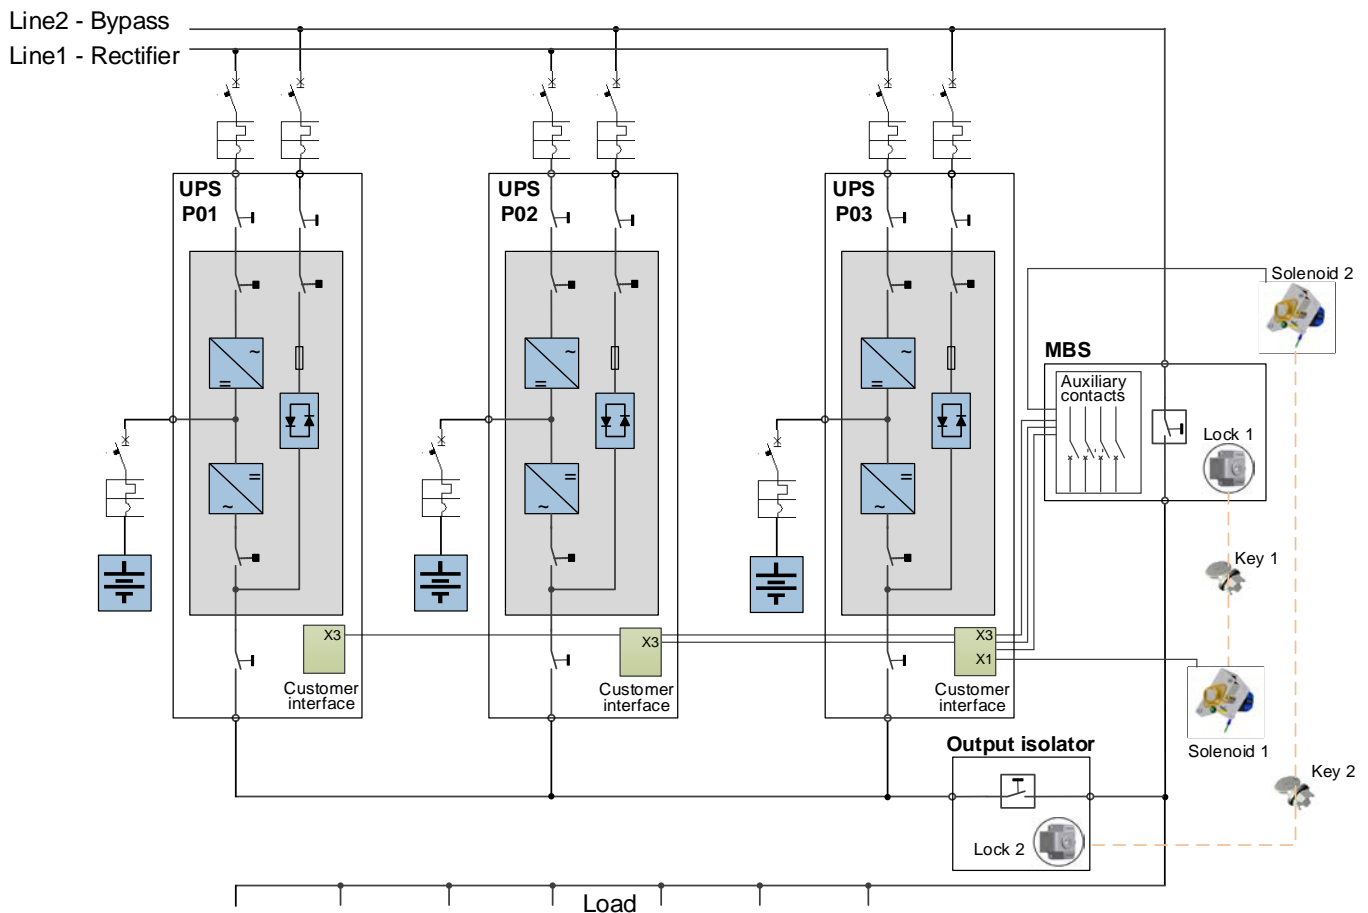 Line2 - Bypass
Line1 - Rectifier
UPS
P01
UPS
P02
UPS
P03
Solenoid 2
MBS
Auxiliary
contacts
Lock 1
Key 1
X3
X3
X3
X1
Customer
interface
Customer
interface
Customer
interface
Solenoid 1
Output isolator
Key 2
Lock 2
Load